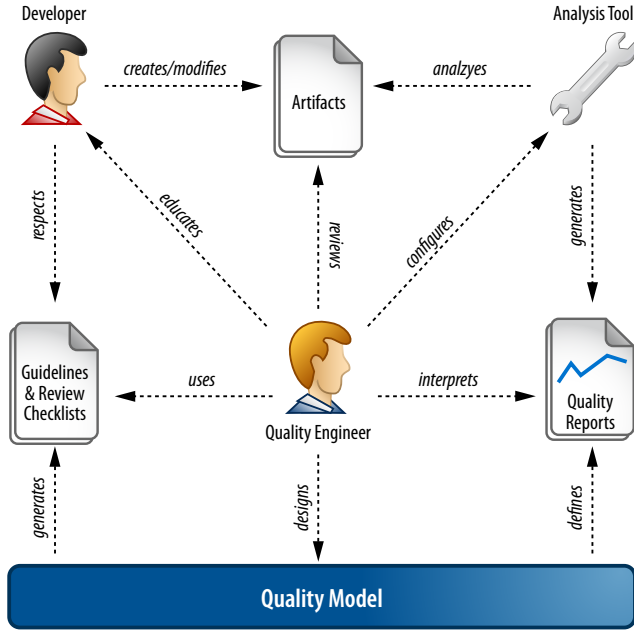 Developer
Analysis Tool
creates/modifies
analzyes
Artifacts
respects
educates
reviews
configures
generates
Guidelines
& Review
Checklists
uses
interprets
Quality
Reports
Quality Engineer
generates
designs
defines
Quality Model